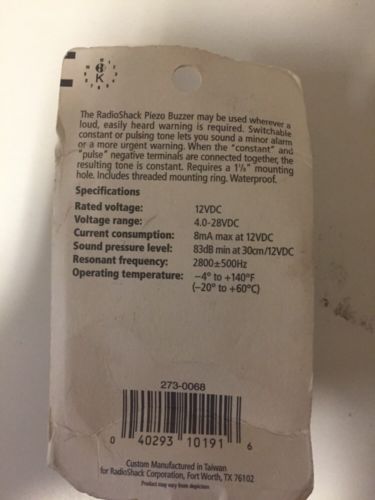 K
The RadioShack Piezo Buzzer may be used wherever a
loud, easily heard warning is required. Switchable
constant or pulsing tone lets you sound a minor alarm
or a more urgent warning. When the "constant" and
"pulse" negative terminals are connected together, the
resulting tone is constant. Requires a 1⅛" mounting
hole. Includes threaded mounting ring. Waterproof.
Specifications
Rated voltage: 12VDC
Voltage range: 4.0-28VDC
Current consumption: 8mA max at 12VDC
Sound pressure level: 83dB min at 30cm/12VDC
Resonant frequency: 2800±500Hz
Operating temperature: −4° to +140°F
(−20° to +60°C)
273-0068
0 40293 10191 6
Custom Manufactured in Taiwan
for RadioShack Corporation, Fort Worth, TX 76102
Product may vary from depiction